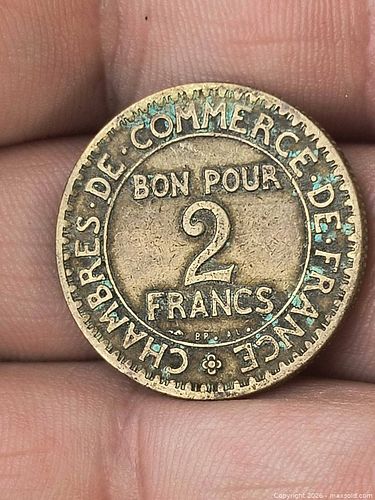 CHAMBRES·DE·COMMERCE·DE·FRANCE
BON POUR
2
FRANCS
Copyright 2026 - maxsold.com